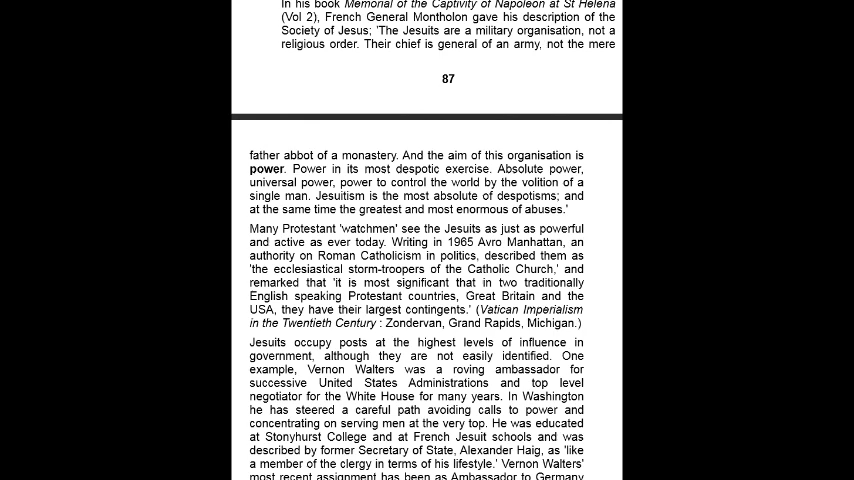 In his book Memorial of the Captivity of Napoleon at St Helena
(Vol 2), French General Montholon gave his description of the
Society of Jesus; 'The Jesuits are a military organisation, not a
religious order. Their chief is general of an army, not the mere
87
father abbot of a monastery. And the aim of this organisation is
power. Power in its most despotic exercise. Absolute power,
universal power, power to control the world by the volition of a
single man. Jesuitism is the most absolute of despotisms; and
at the same time the greatest and most enormous of abuses.'
Many Protestant 'watchmen' see the Jesuits as just as powerful
and active as ever today. Writing in 1965 Avro Manhattan, an
authority on Roman Catholicism in politics, described them as
'the ecclesiastical storm-troopers of the Catholic Church,' and
remarked that 'it is most significant that in two traditionally
English speaking Protestant countries, Great Britain and the
USA, they have their largest contingents.' (Vatican Imperialism
in the Twentieth Century : Zondervan, Grand Rapids, Michigan.)
Jesuits occupy posts at the highest levels of influence in
government, although they are not easily identified. One
example, Vernon Walters was a roving ambassador for
successive United States Administrations and top level
negotiator for the White House for many years. In Washington
he has steered a careful path avoiding calls to power and
concentrating on serving men at the very top. He was educated
at Stonyhurst College and at French Jesuit schools and was
described by former Secretary of State, Alexander Haig, as 'like
a member of the clergy in terms of his lifestyle.' Vernon Walters'
most recent assignment has been as Ambassador to Germany